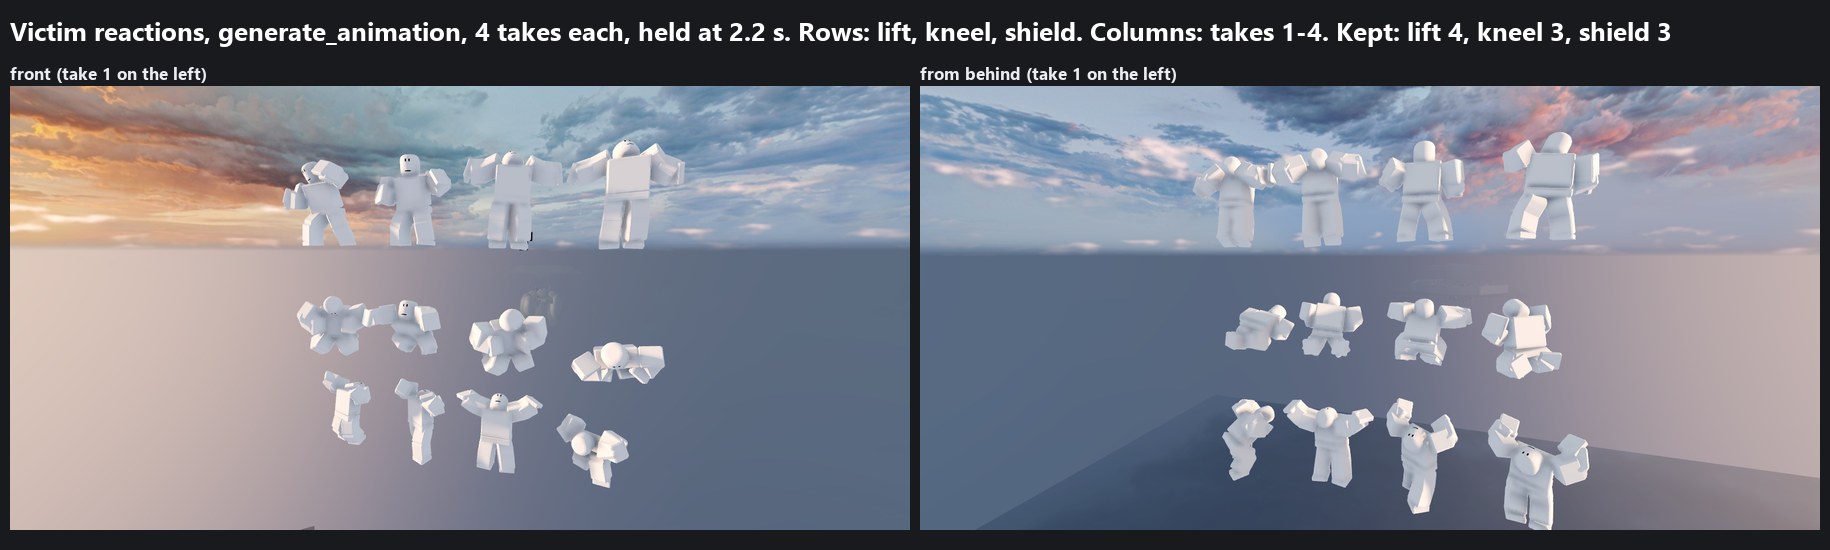 Victim reactions, generate_animation, 4 takes each, held at 2.2 s. Rows: lift, kneel, shield. Columns: takes 1-4. Kept: lift 4, kneel 3, shield 3
front (take 1 on the left)
from behind (take 1 on the left)